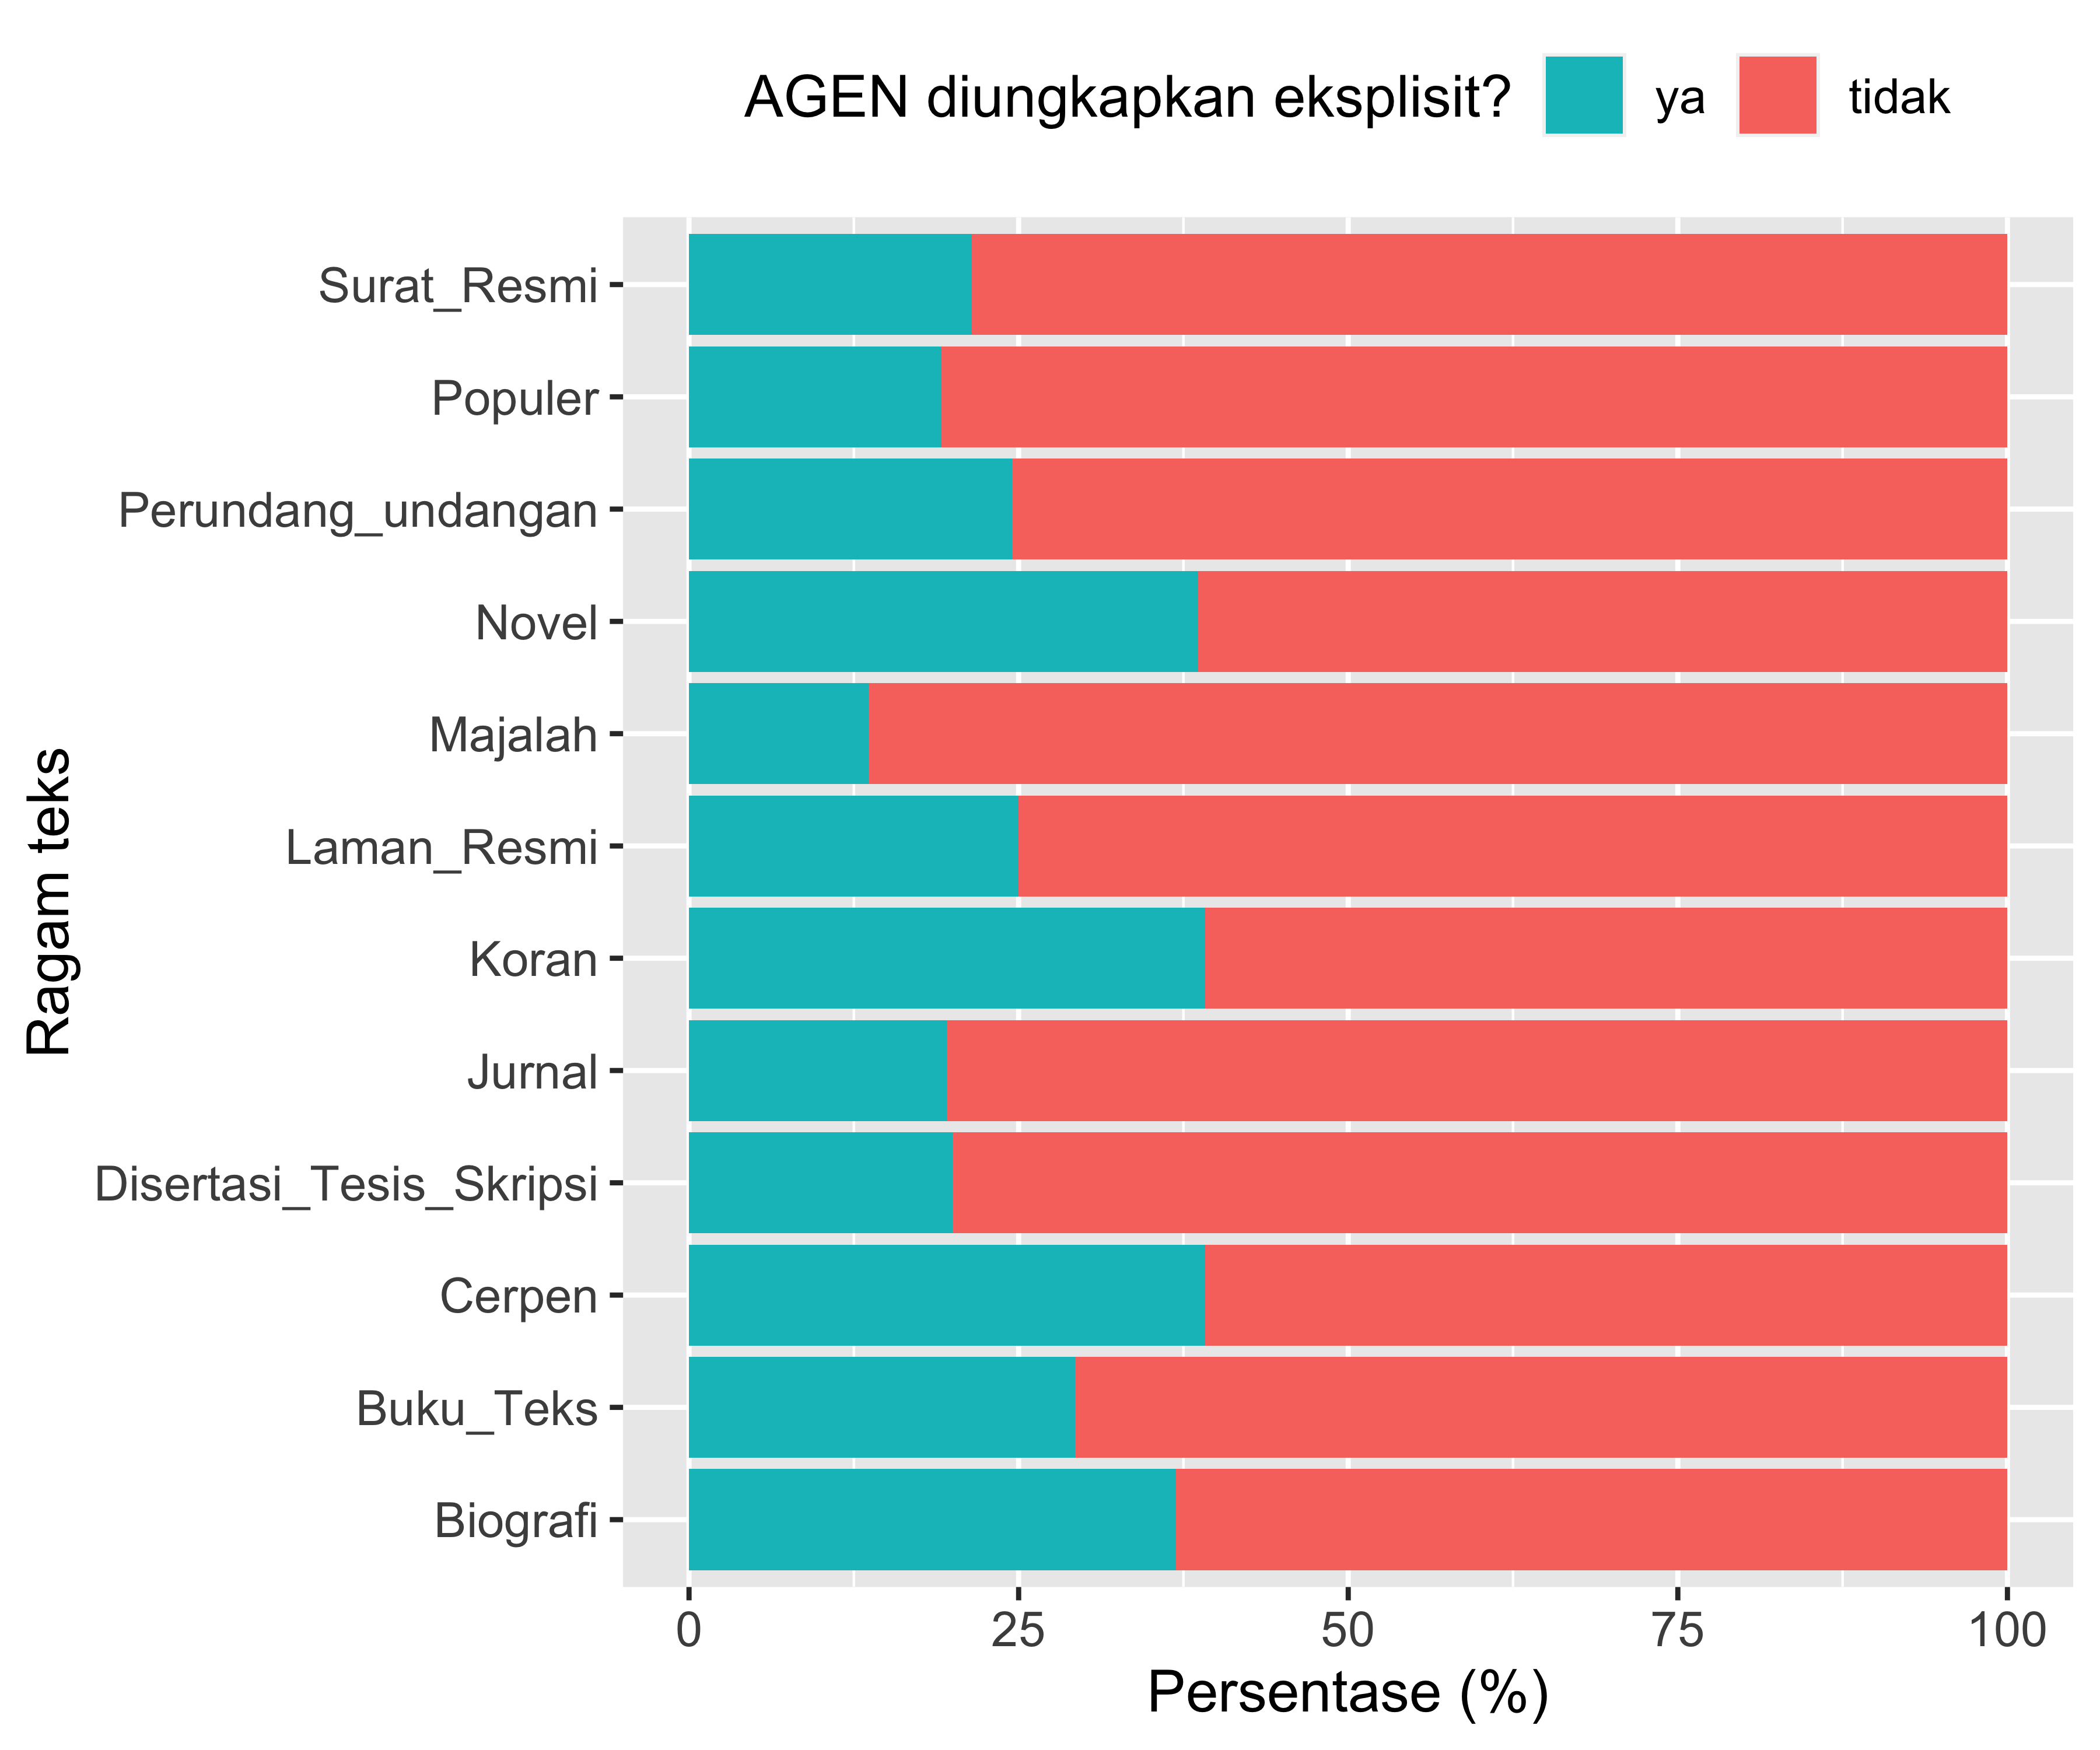 AGEN diungkapkan eksplisit? ya tidak
Surat_Resmi
Populer
Perundang_undangan
Novel
Majalah
Laman_Resmi
Koran
Jurnal
Disertasi_Tesis_Skripsi
Cerpen
Buku_Teks
Biografi
Ragam teks
0 25 50 75 100
Persentase (%)